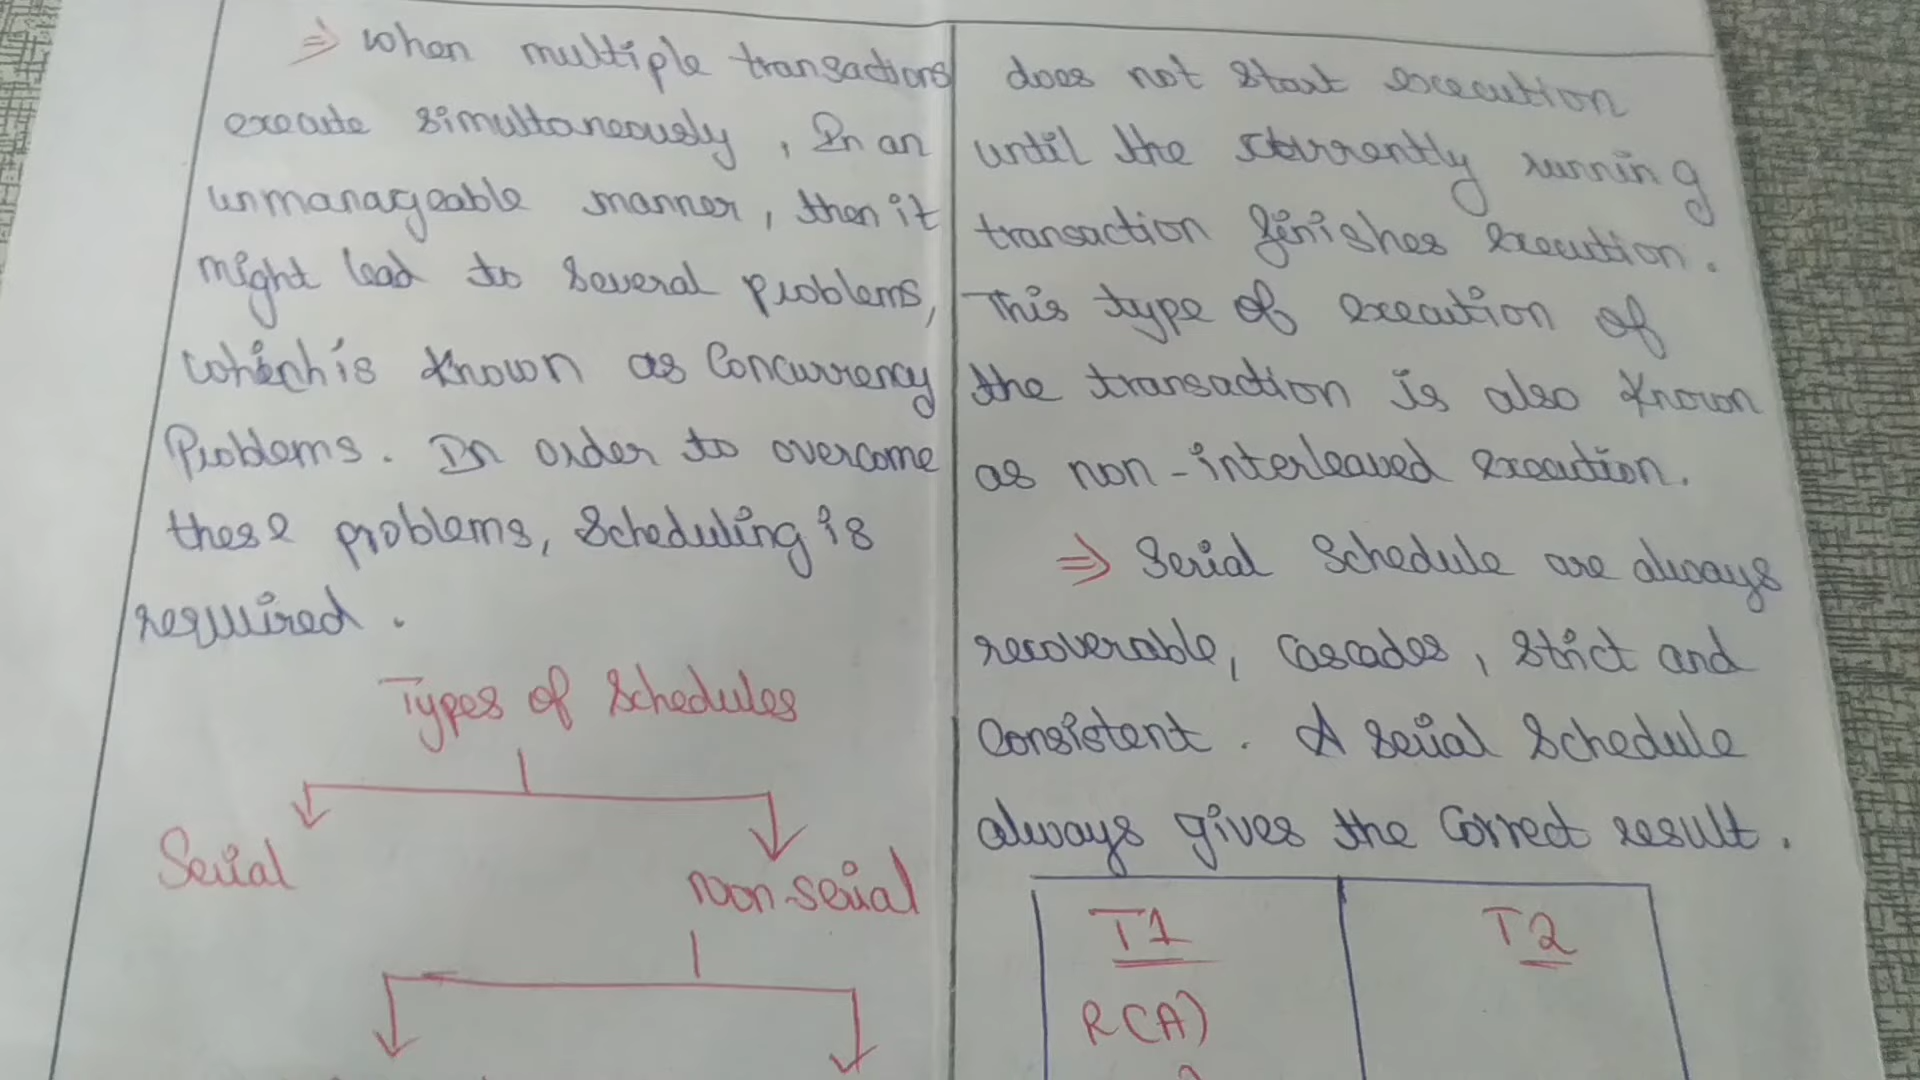 ⇒ when multiple transactions
execute simultaneously, In an
unmanageable manner, then it
might lead to several problems,
which is known as Concurrency
Problems. In order to overcome
these problems, Scheduling is
required.
Types of Schedules
Serial
non-serial
does not start execution
until the currently running
transaction finishes execution.
This type of execution of
the transaction is also known
as non-interleaved execution.
⇒ Serial Schedule are always
recoverable, Cascades, Strict and
Consistent. A serial Schedule
always gives the Correct result.
T1 T2
R(A)